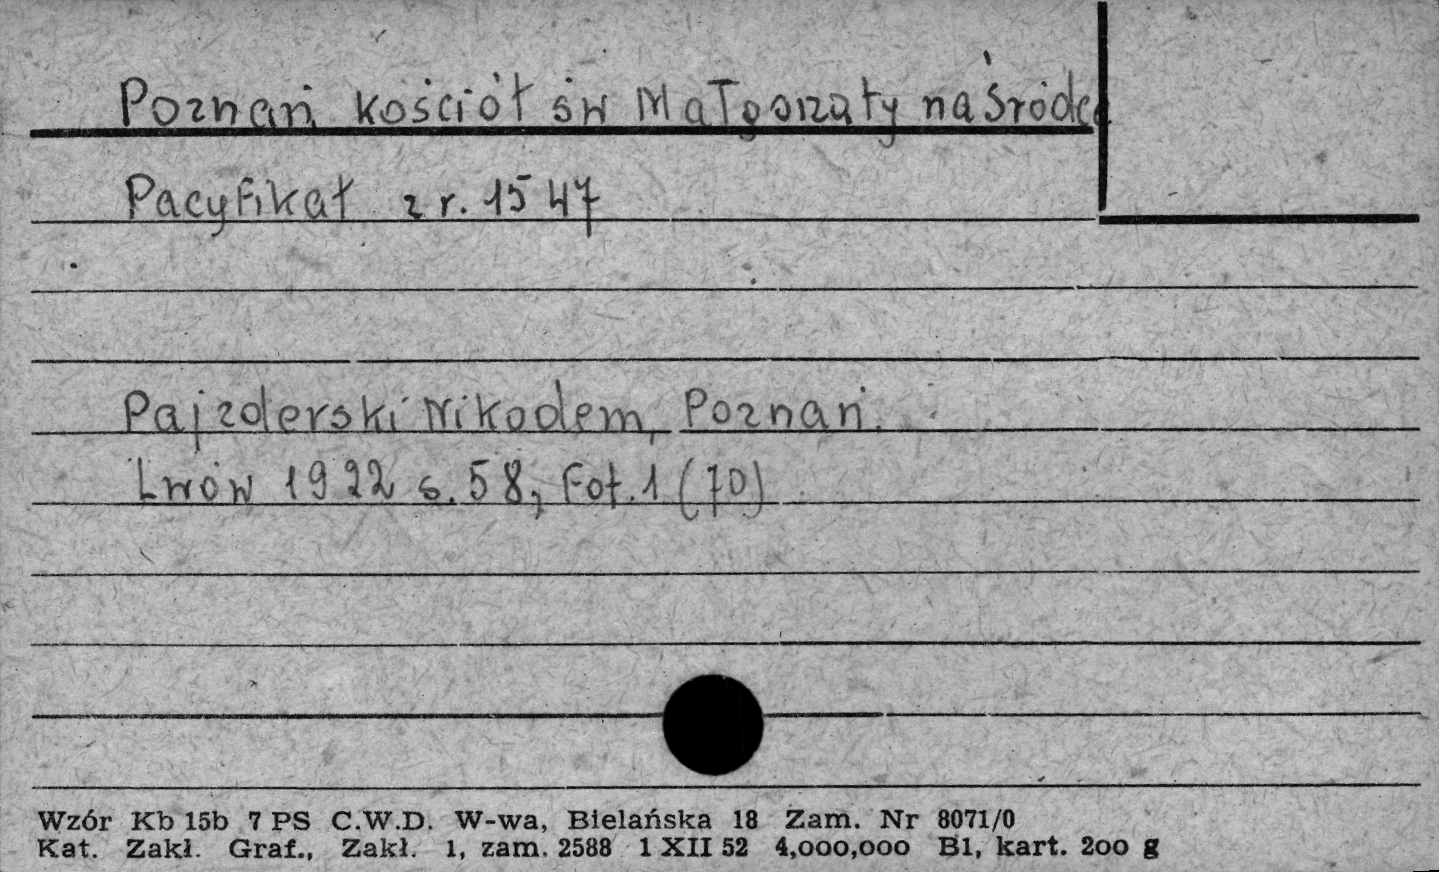 Poznań kościół św Małgorzaty na Śródce
Pacyfikał z r. 1547
Pajzderski Nikodem, Poznań.
Lwów 1922 s. 58, Fot. 1 (70)
Wzór Kb 15b 7 PS C.W.D. W-wa, Bielańska 18 Zam. Nr 8071/0
Kat. Zakł. Graf., Zakł. 1, zam. 2588 1 XII 52 4,000,000 B1, kart. 200 g